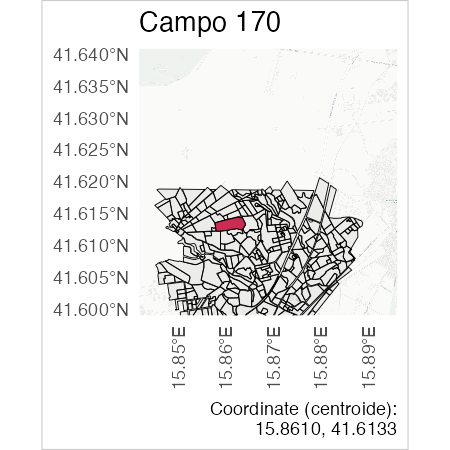 Campo 170
41.640°N
41.635°N
41.630°N
41.625°N
41.620°N
41.615°N
41.610°N
41.605°N
41.600°N
15.85°E
15.86°E
15.87°E
15.88°E
15.89°E
Coordinate (centroide):
15.8610, 41.6133